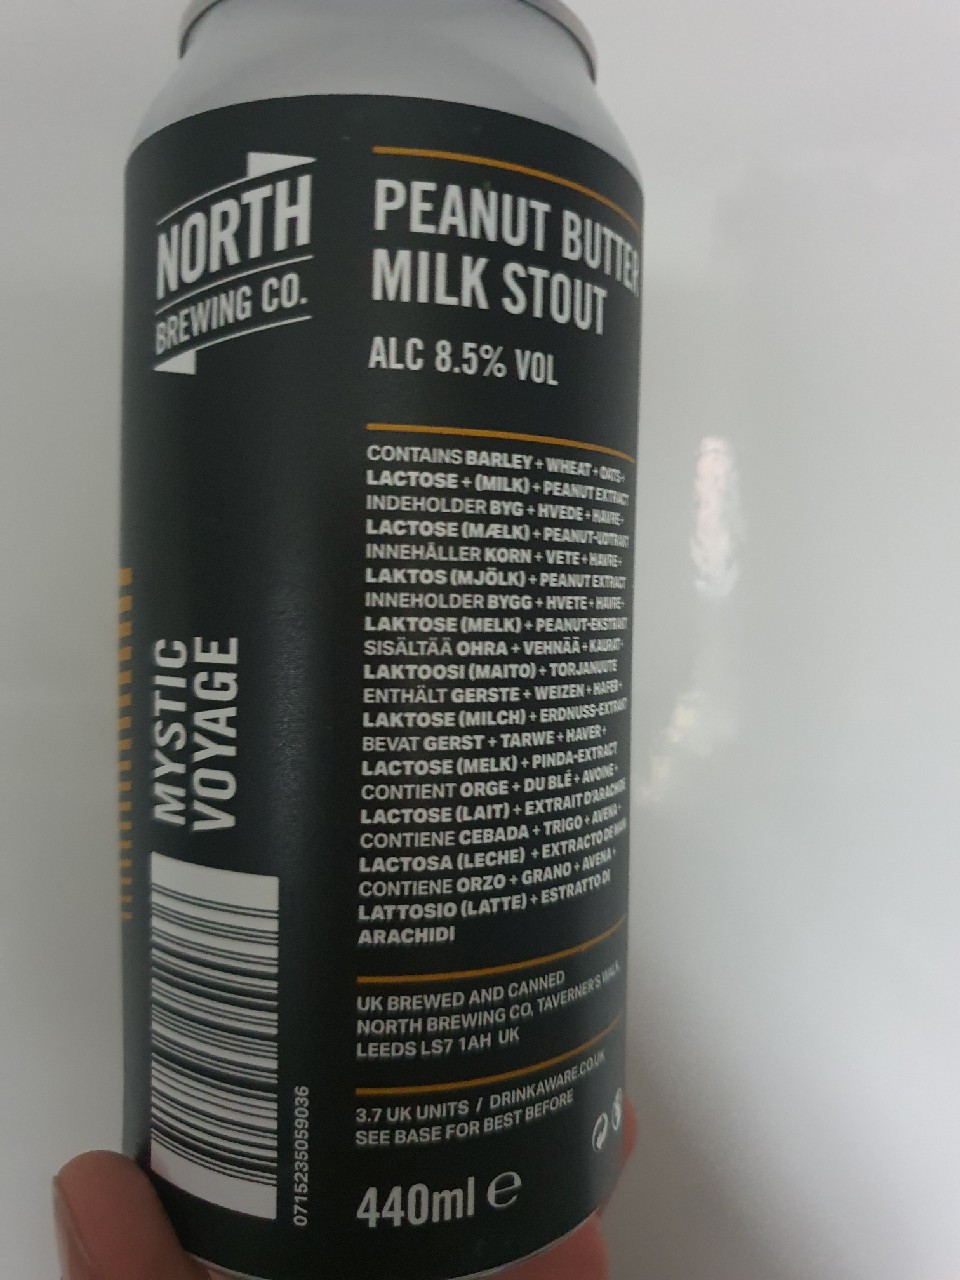 NORTH
BREWING CO.
MYSTIC
VOYAGE
0715235059036
PEANUT BUTTER
MILK STOUT
ALC 8.5% VOL
CONTAINS BARLEY + WHEAT + OATS +
LACTOSE + (MILK) + PEANUT EXTRACT
INDEHOLDER BYG + HVEDE + HAVRE +
LACTOSE (MÆLK) + PEANUT-UDTRAKT
INNEHÅLLER KORN + VETE + HAVRE +
LAKTOS (MJÖLK) + PEANUT EXTRACT
INNEHOLDER BYGG + HVETE + HAVRE +
LAKTOSE (MELK) + PEANUT-EKSTRAKT
SISÄLTÄÄ OHRA + VEHNÄÄ + KAURAT +
LAKTOOSI (MAITO) + TORJANUUTE
ENTHÄLT GERSTE + WEIZEN + HAFER +
LAKTOSE (MILCH) + ERDNUSS-EXTRAKT
BEVAT GERST + TARWE + HAVER +
LACTOSE (MELK) + PINDA-EXTRACT
CONTIENT ORGE + DU BLÉ + AVOINE +
LACTOSE (LAIT) + EXTRAIT D'ARACHIDE
CONTIENE CEBADA + TRIGO + AVENA +
LACTOSA (LECHE) + EXTRACTO DE
CONTIENE ORZO + GRANO + AVENA +
LATTOSIO (LATTE) + ESTRATTO DI
ARACHIDI
UK BREWED AND CANNED
NORTH BREWING CO, TAVERNER'S WALK,
LEEDS LS7 1AH UK
3.7 UK UNITS / DRINKAWARE.CO.UK
SEE BASE FOR BEST BEFORE
440ml e